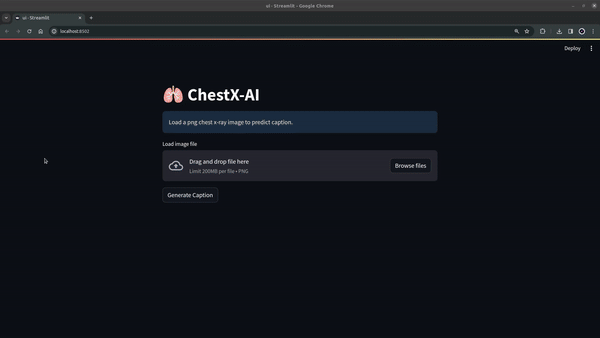 ui · Streamlit - Google Chrome
ui · Streamlit
localhost:8502
Deploy
ChestX-AI
Load a png chest x-ray image to predict caption.
Load image file
Drag and drop file here
Limit 200MB per file • PNG
Browse files
Generate Caption